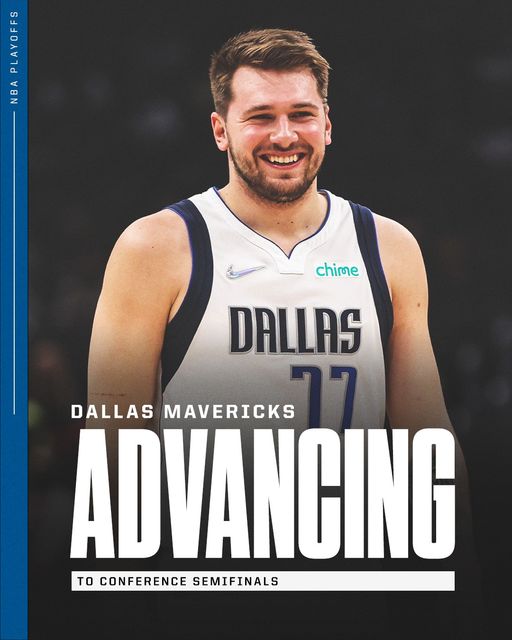 NBA PLAYOFFS
chime
DALLAS
77
DALLAS MAVERICKS
ADVANCING
TO CONFERENCE SEMIFINALS